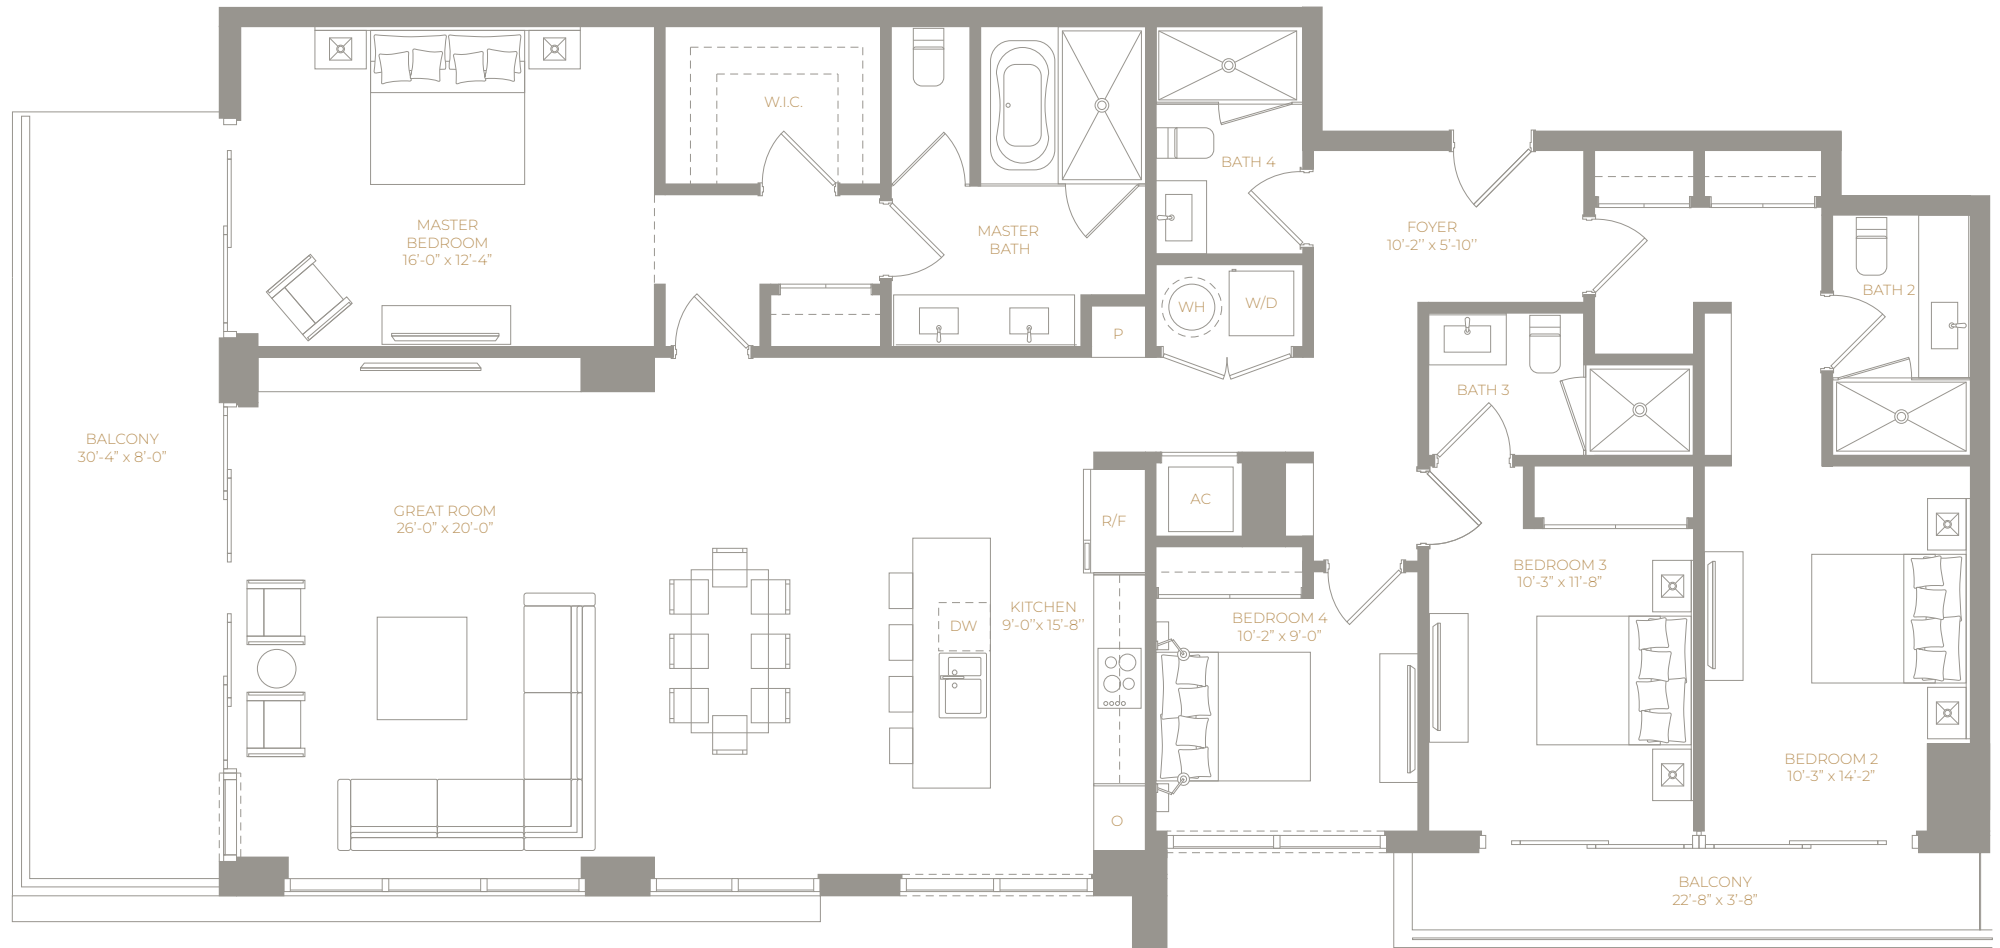 W.I.C.
MASTER
BEDROOM
16'-0” x 12'-4”
MASTER
BATH
BATH 4
FOYER
10'-2'' x 5'-10''
BATH 2
WH
W/D
P
BATH 3
BALCONY
30'-4” x 8'-0”
GREAT ROOM
26'-0” x 20'-0”
R/F
AC
KITCHEN
9'-0''x 15'-8''
DW
O
BEDROOM 4
10'-2” x 9'-0”
BEDROOM 3
10'-3” x 11'-8”
BEDROOM 2
10'-3” x 14'-2”
BALCONY
22'-8” x 3'-8”